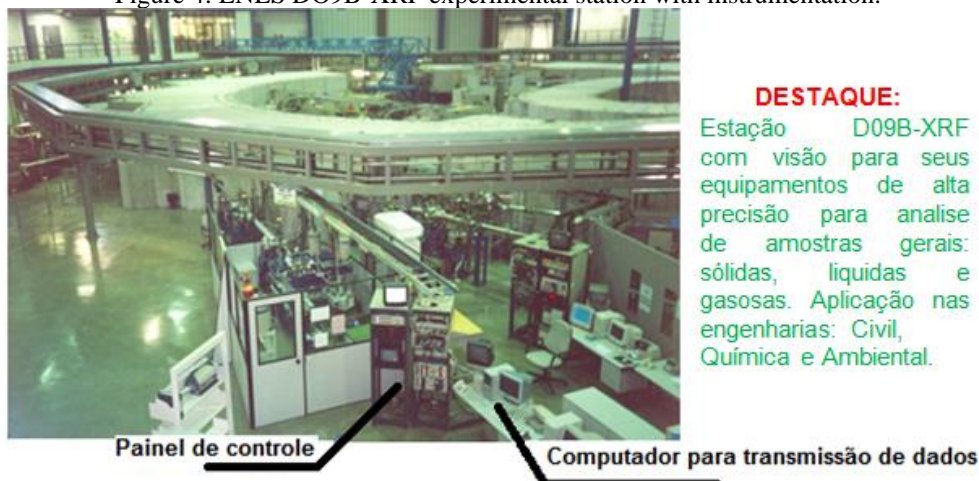 Figure 4: DO9B-XRF experimental station with instrumentation.
DESTAQUE:
Estação D09B-XRF
com visão para seus
equipamentos de alta
precisão para analise
de amostras gerais:
sólidas, liquidas e
gasosas. Aplicação nas
engenharias: Civil,
Química e Ambiental.
Painel de controle
Computador para transmissão de dados